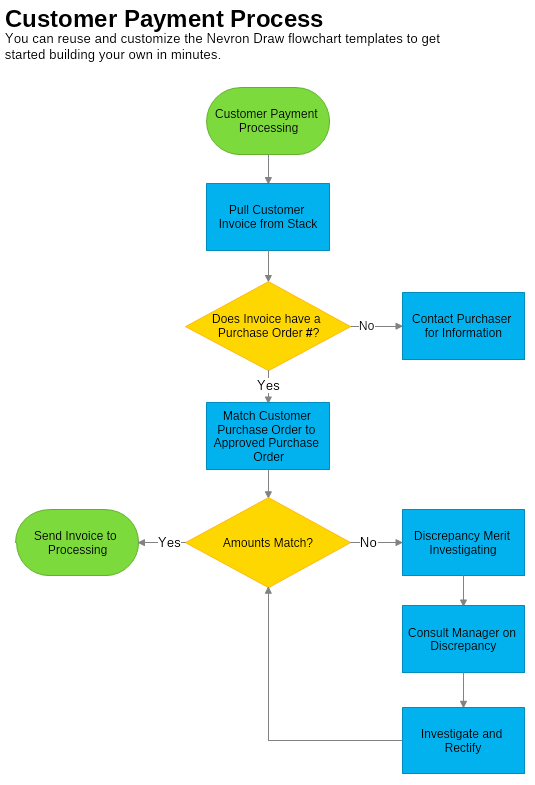 Customer Payment Process
You can reuse and customize the Nevron Draw flowchart templates to get
started building your own in minutes.
Customer Payment
Processing
Pull Customer
Invoice from Stack
Does Invoice have a
Purchase Order #?
No
Contact Purchaser
for Information
Yes
Match Customer
Purchase Order to
Approved Purchase
Order
Send Invoice to
Processing
Yes
Amounts Match?
No
Discrepancy Merit
Investigating
Consult Manager on
Discrepancy
Investigate and
Rectify